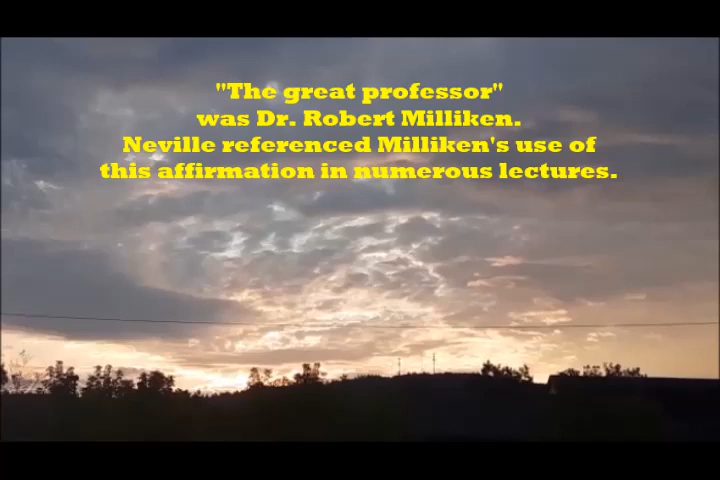 "The great professor"
was Dr. Robert Milliken.
Neville referenced Milliken's use of
this affirmation in numerous lectures.